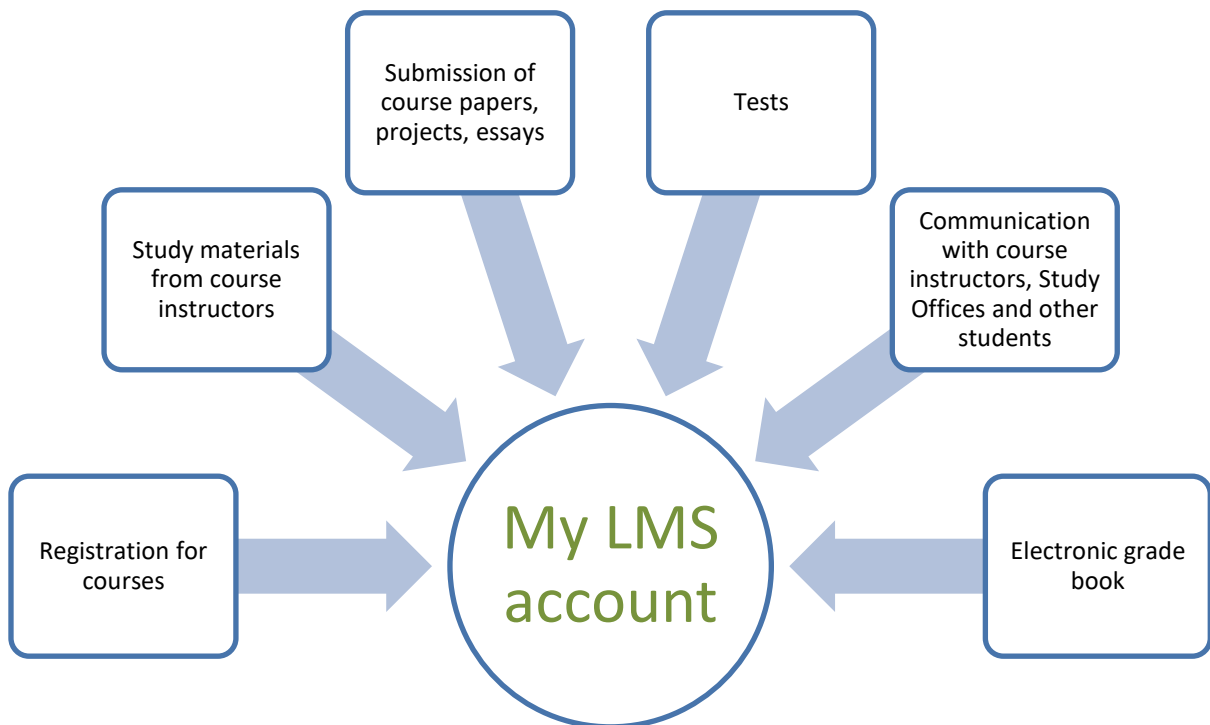 Submission of
course papers,
projects, essays
Tests
Study materials
from course
instructors
Communication
with course
instructors, Study
Offices and other
students
Registration for
courses
My LMS
account
Electronic grade
book